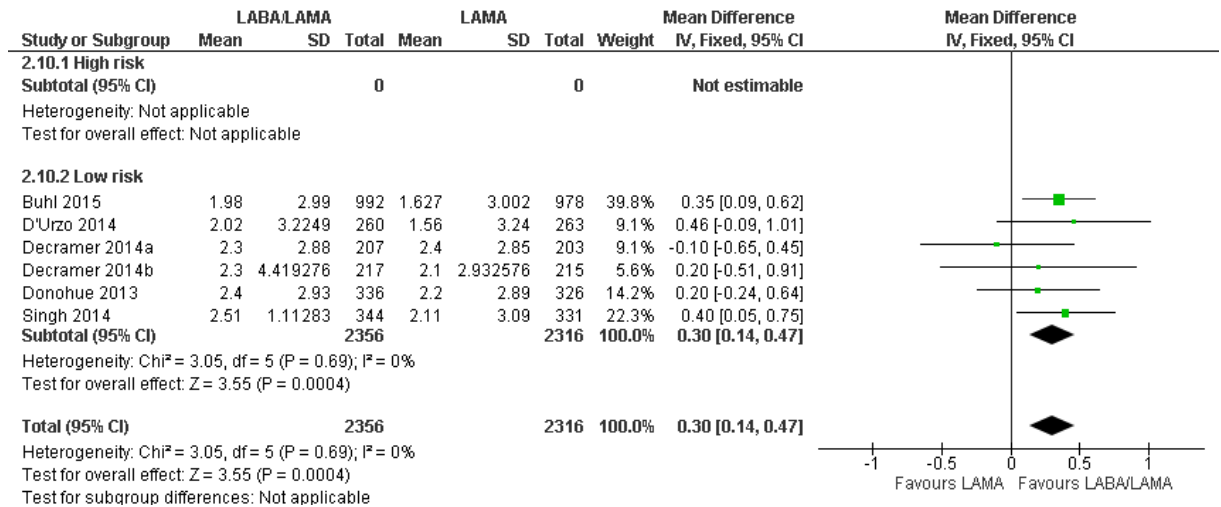 LABA/LAMA LAMA Mean Difference Mean Difference
Study or Subgroup Mean SD Total Mean SD Total Weight IV, Fixed, 95% CI IV, Fixed, 95% CI
2.10.1 High risk
Subtotal (95% CI) 0 0 Not estimable
Heterogeneity: Not applicable
Test for overall effect: Not applicable
2.10.2 Low risk
Buhl 2015 1.98 2.99 992 1.627 3.002 978 39.8% 0.35 [0.09, 0.62]
D'Urzo 2014 2.02 3.2249 260 1.56 3.24 263 9.1% 0.46 [-0.09, 1.01]
Decramer 2014a 2.3 2.88 207 2.4 2.85 203 9.1% -0.10 [-0.65, 0.45]
Decramer 2014b 2.3 4.419276 217 2.1 2.932576 215 5.6% 0.20 [-0.51, 0.91]
Donohue 2013 2.4 2.93 336 2.2 2.89 326 14.2% 0.20 [-0.24, 0.64]
Singh 2014 2.51 1.11283 344 2.11 3.09 331 22.3% 0.40 [0.05, 0.75]
Subtotal (95% CI) 2356 2316 100.0% 0.30 [0.14, 0.47]
Heterogeneity: Chi² = 3.05, df = 5 (P = 0.69); I² = 0%
Test for overall effect: Z = 3.55 (P = 0.0004)
Total (95% CI) 2356 2316 100.0% 0.30 [0.14, 0.47]
Heterogeneity: Chi² = 3.05, df = 5 (P = 0.69); I² = 0%
Test for overall effect: Z = 3.55 (P = 0.0004)
Test for subgroup differences: Not applicable
-1 -0.5 0 0.5 1
Favours LAMA Favours LABA/LAMA